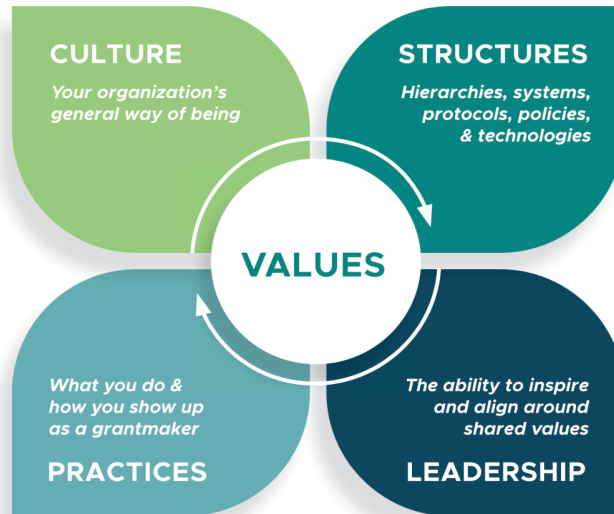 CULTURE
Your organization's
general way of being
STRUCTURES
Hierarchies, systems,
protocols, policies,
& technologies
VALUES
What you do &
how you show up
as a grantmaker
PRACTICES
The ability to inspire
and align around
shared values
LEADERSHIP